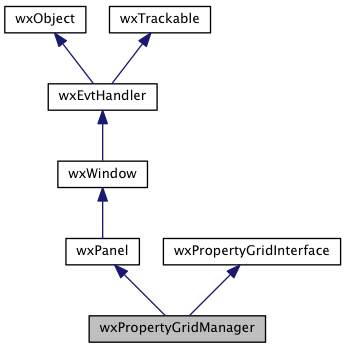 wxObject
wxTrackable
wxEvtHandler
wxWindow
wxPanel
wxPropertyGridInterface
wxPropertyGridManager